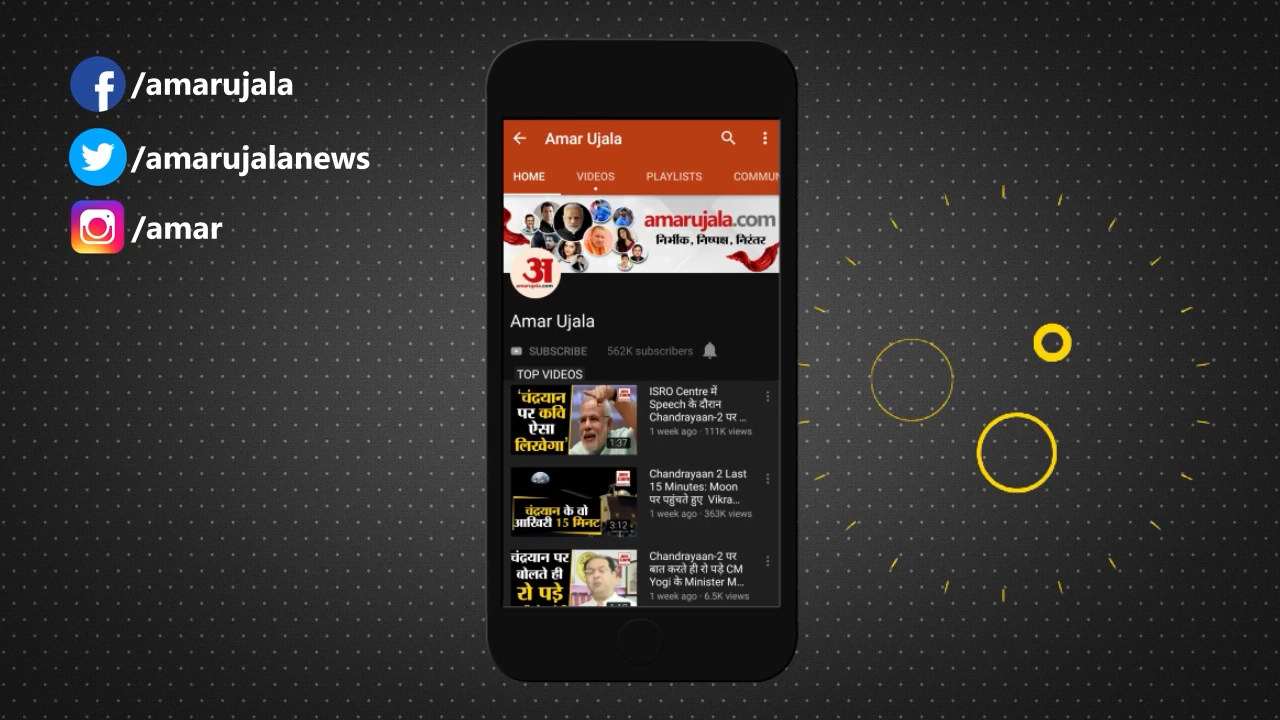 /amarujala
/amarujalanews
/amar
Amar Ujala
HOME VIDEOS PLAYLISTS COMMUN
amarujala.com
निर्भीक, निष्पक्ष, निरंतर
अ
amarujala.com
Amar Ujala
SUBSCRIBE 562K subscribers
TOP VIDEOS
'चंद्रयान
पर कवि
ऐसा
लिखेगा'
1:37
ISRO Centre में
Speech के दौरान
Chandrayaan-2 पर ...
1 week ago · 111K views
चंद्रयान के वो
आखिरी 15 मिनट
3:12
Chandrayaan 2 Last
15 Minutes: Moon
पर पहुंचते हुए Vikra...
1 week ago · 363K views
चंद्रयान पर
बोलते ही
रो पड़े
Chandrayaan-2 पर
बात करते ही रो पड़े CM
Yogi के Minister M...
1 week ago · 6.5K views